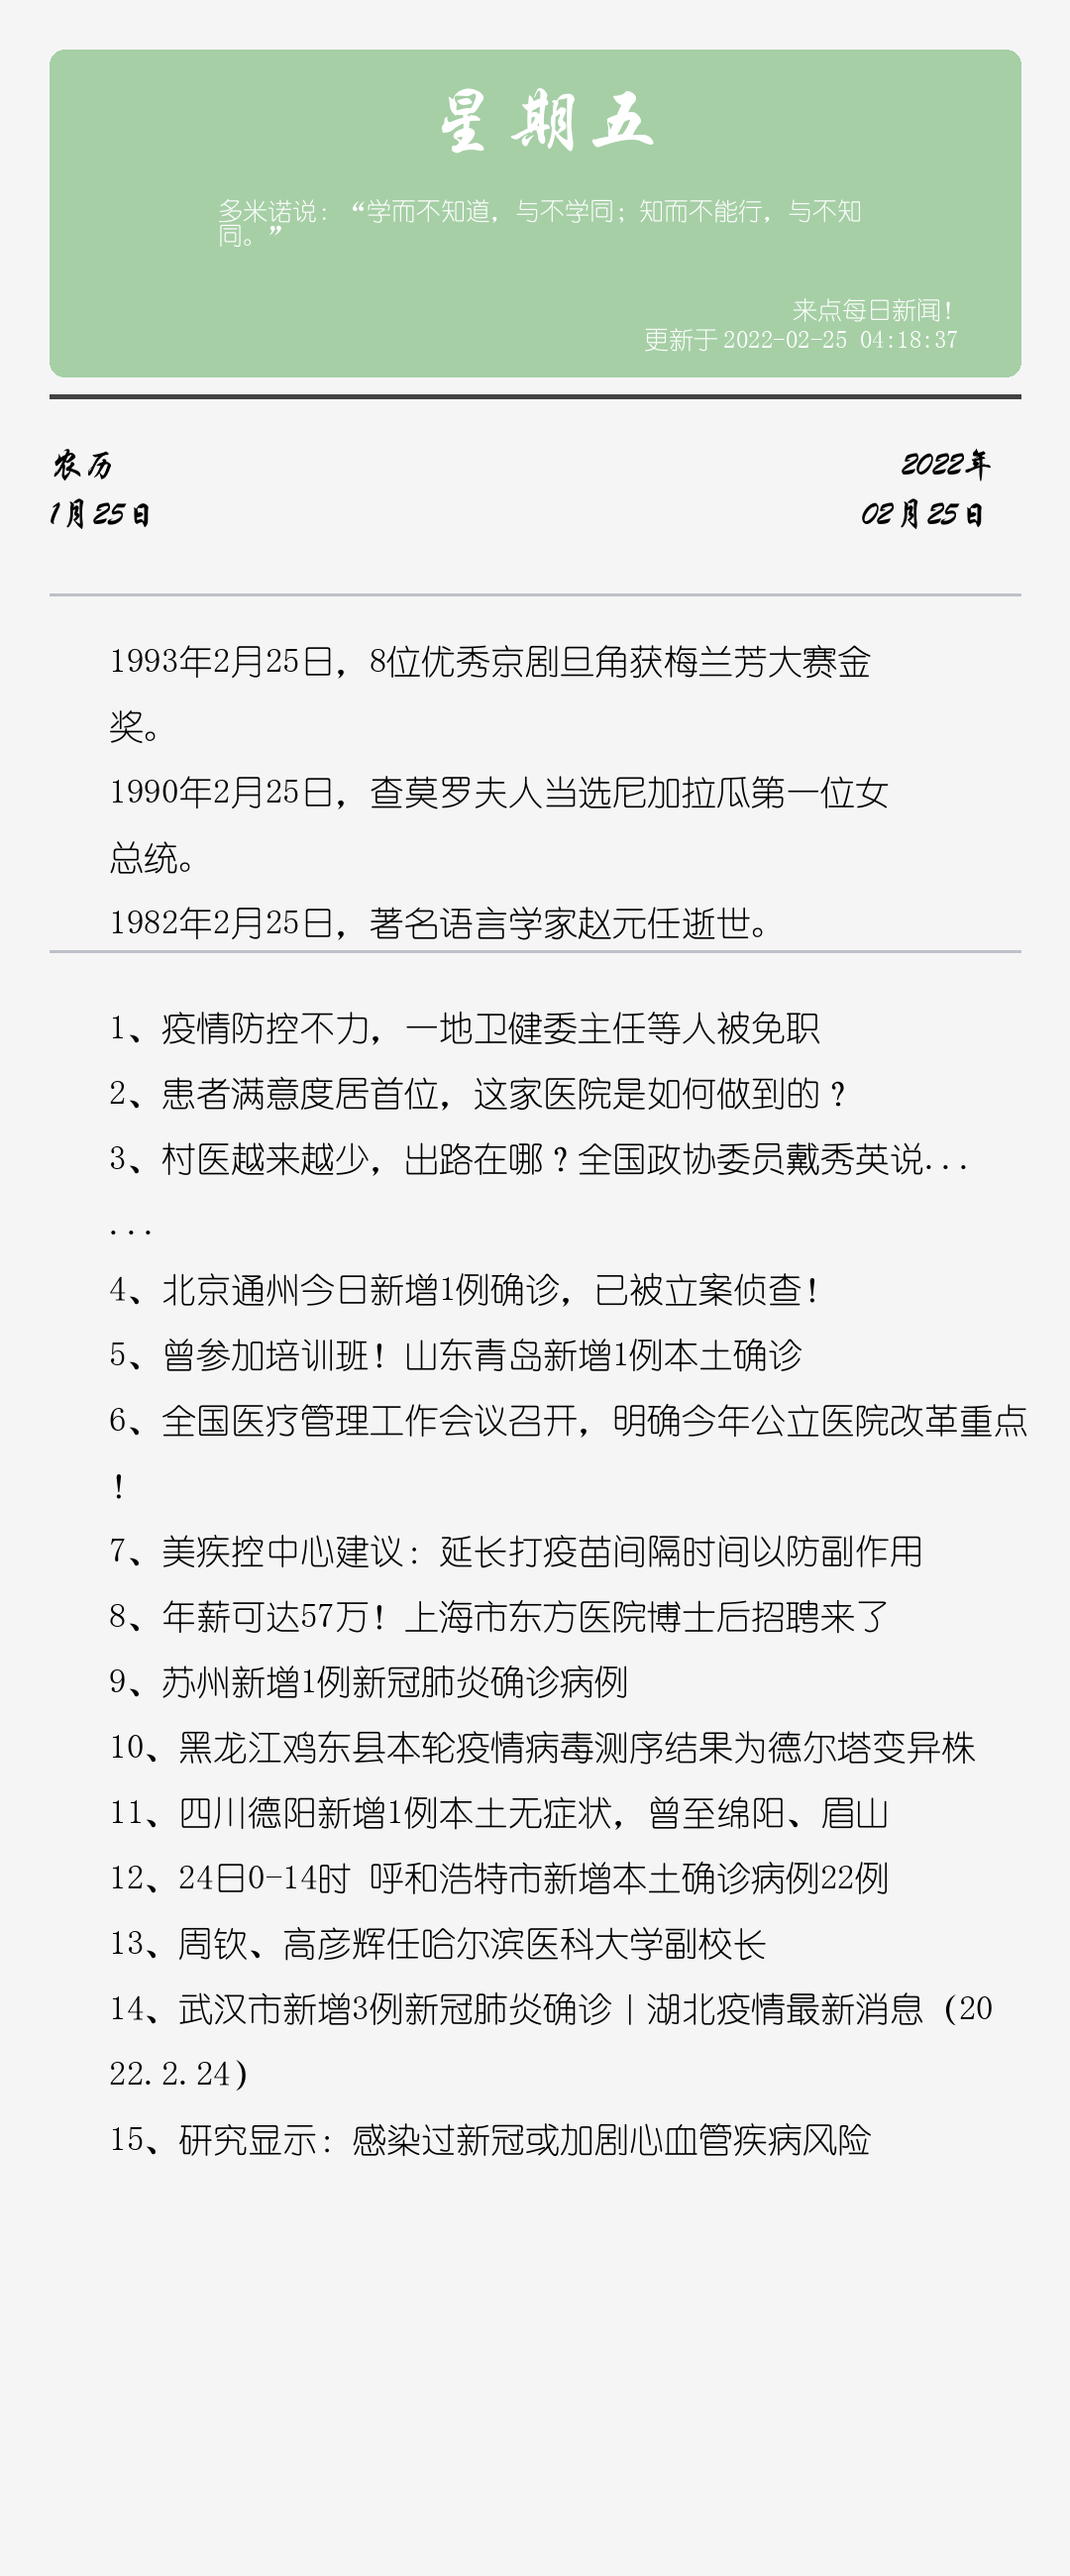 星期五
多米诺说：“学而不知道，与不学同；知而不能行，与不知
同。”
来点每日新闻！
更新于 2022-02-25 04:18:37
农历
2022年
1月25日
02月25日
1993年2月25日，8位优秀京剧旦角获梅兰芳大赛金
奖。
1990年2月25日，查莫罗夫人当选尼加拉瓜第一位女
总统。
1982年2月25日，著名语言学家赵元任逝世。
1、疫情防控不力，一地卫健委主任等人被免职
2、患者满意度居首位，这家医院是如何做到的？
3、村医越来越少，出路在哪？全国政协委员戴秀英说...
...
4、北京通州今日新增1例确诊，已被立案侦查！
5、曾参加培训班！山东青岛新增1例本土确诊
6、全国医疗管理工作会议召开，明确今年公立医院改革重点
！
7、美疾控中心建议：延长打疫苗间隔时间以防副作用
8、年薪可达57万！上海市东方医院博士后招聘来了
9、苏州新增1例新冠肺炎确诊病例
10、黑龙江鸡东县本轮疫情病毒测序结果为德尔塔变异株
11、四川德阳新增1例本土无症状，曾至绵阳、眉山
12、24日0-14时 呼和浩特市新增本土确诊病例22例
13、周钦、高彦辉任哈尔滨医科大学副校长
14、武汉市新增3例新冠肺炎确诊丨湖北疫情最新消息（20
22.2.24）
15、研究显示：感染过新冠或加剧心血管疾病风险